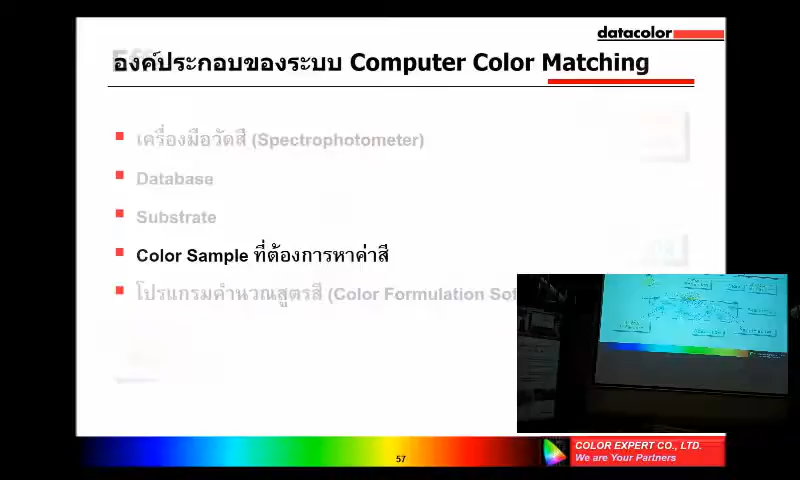 datacolor
องค์ประกอบของระบบ Computer Color Matching
เครื่องมือวัดสี (Spectrophotometer)
Database
Substrate
Color Sample ที่ต้องการหาค่าสี
โปรแกรมคำนวณสูตรสี (Color Formulation
57
COLOR EXPERT CO., LTD.
We are Your Partners